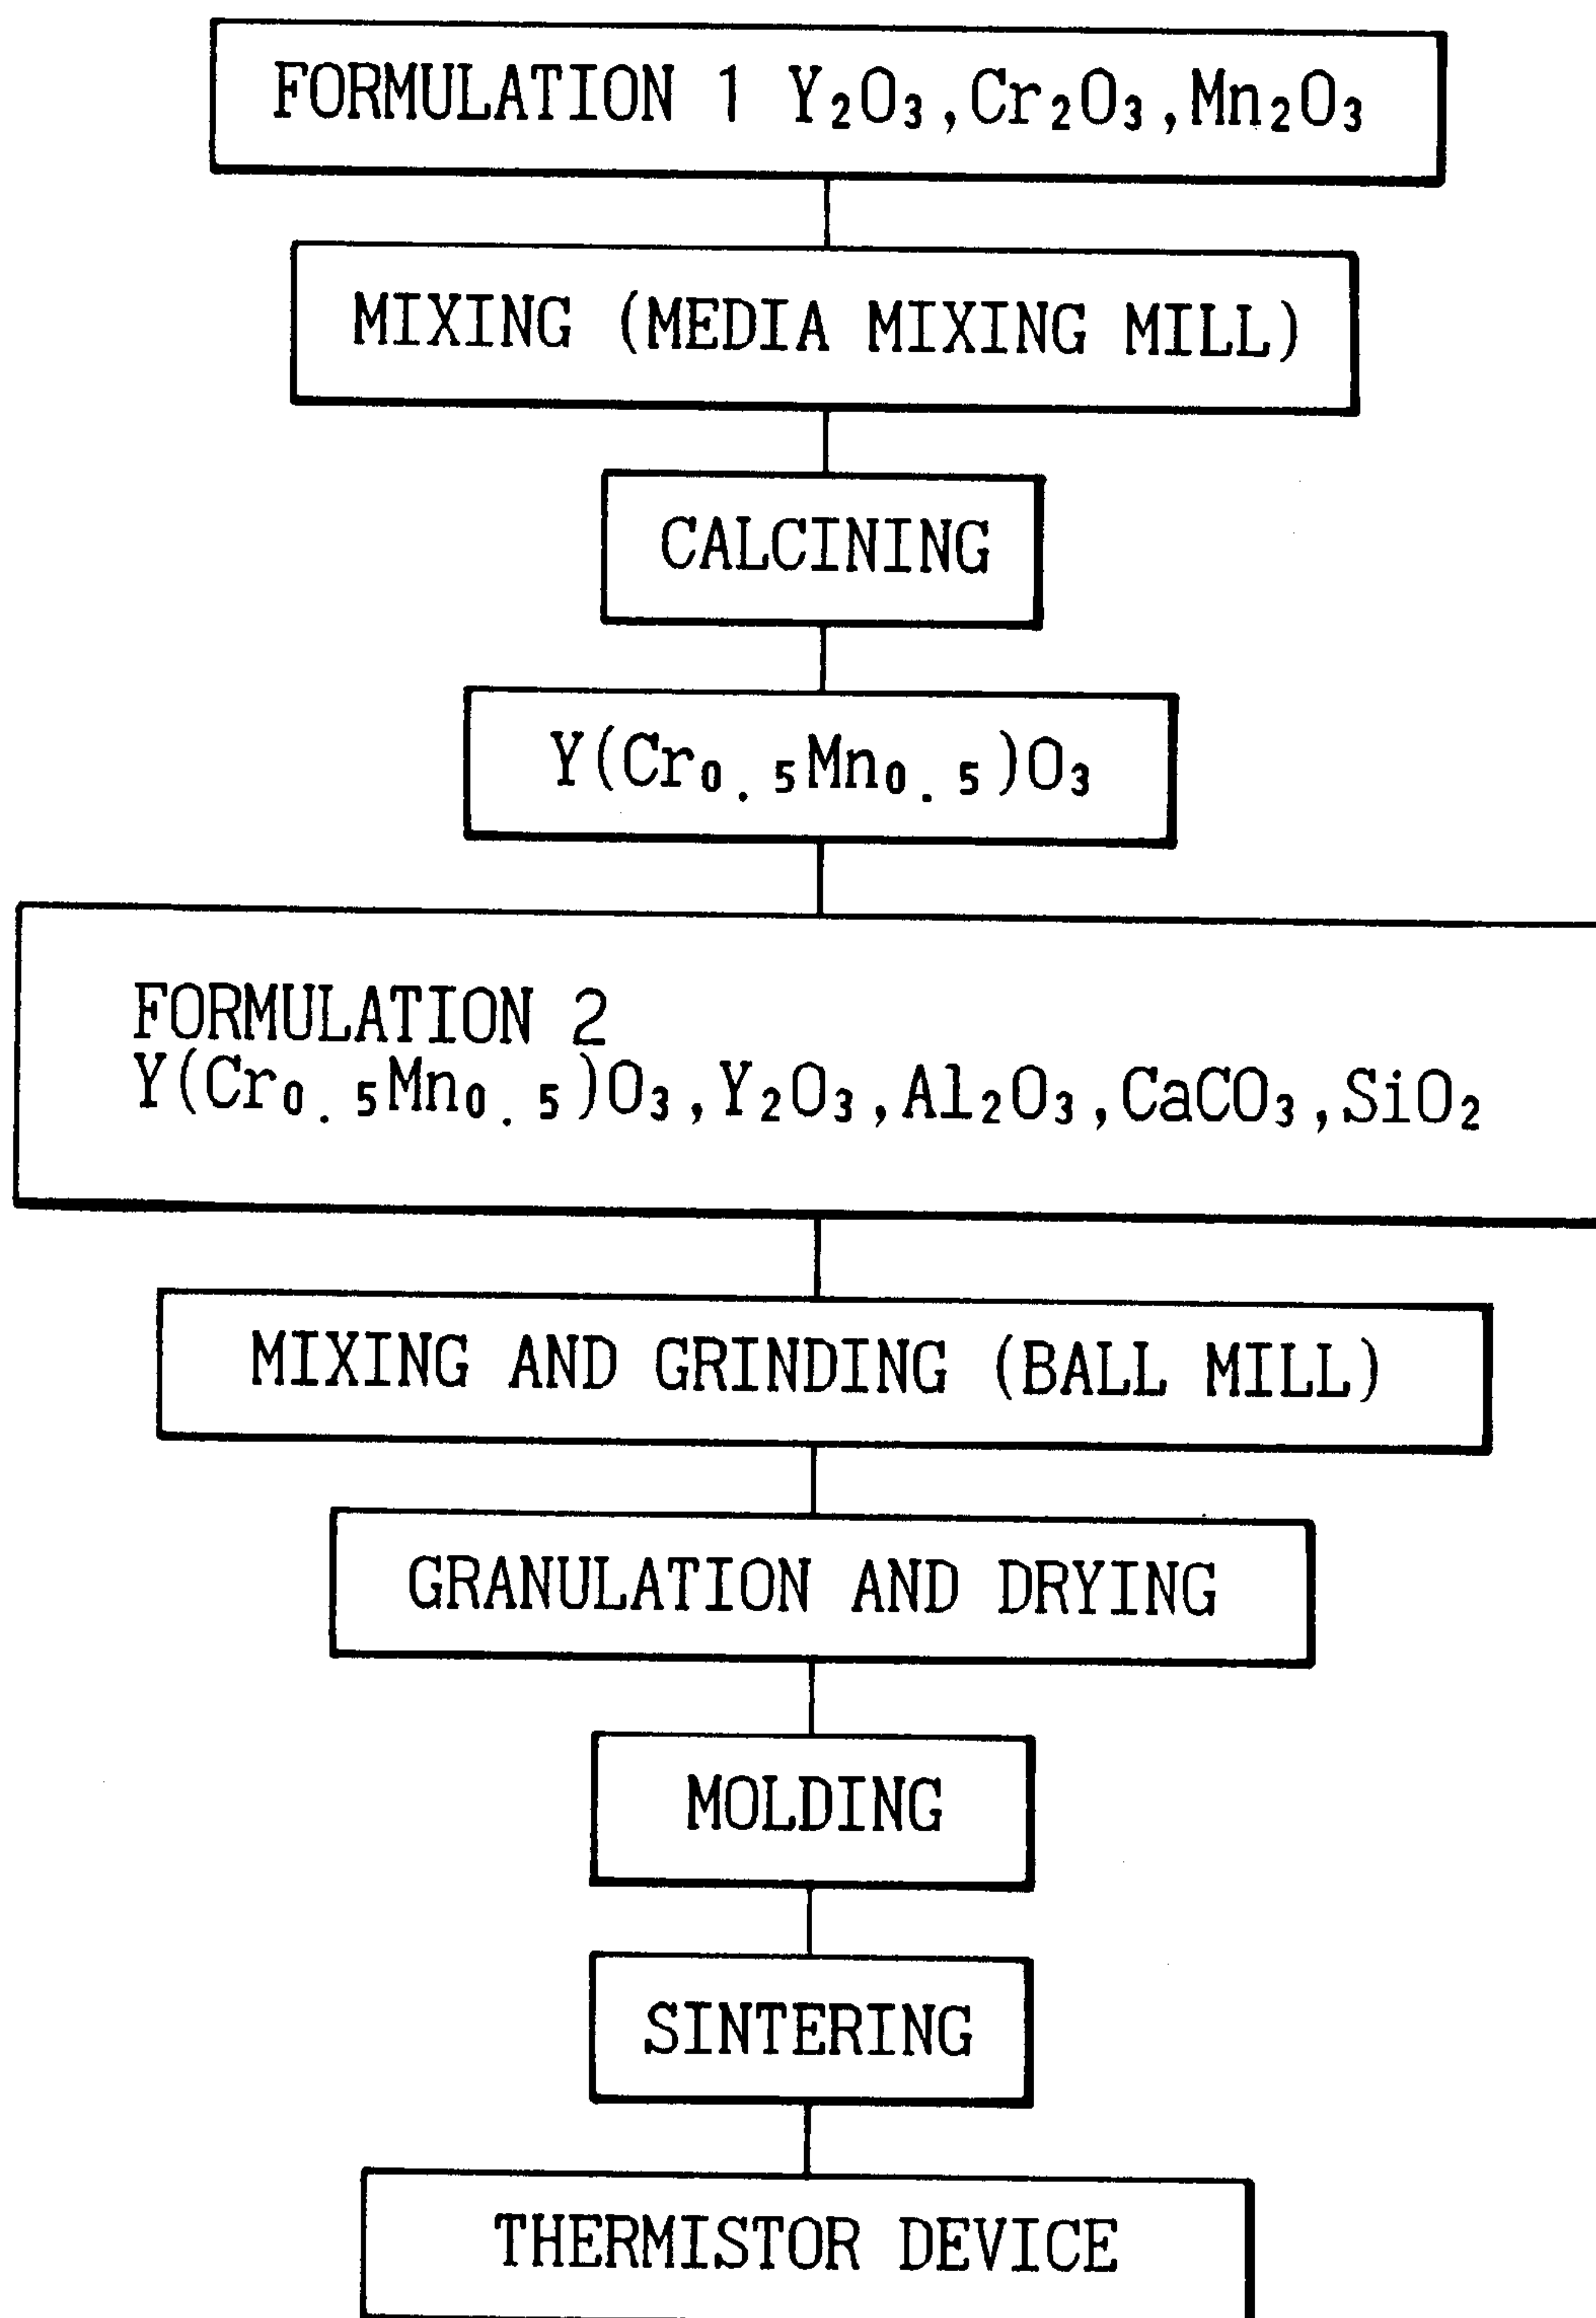 FORMULATION 1 Y₂O₃,Cr₂O₃,Mn₂O₃
MIXING (MEDIA MIXING MILL)
CALCINING
Y(Cr₀.₅Mn₀.₅)O₃
FORMULATION 2
Y(Cr₀.₅Mn₀.₅)O₃,Y₂O₃,Al₂O₃,CaCO₃,SiO₂
MIXING AND GRINDING (BALL MILL)
GRANULATION AND DRYING
MOLDING
SINTERING
THERMISTOR DEVICE